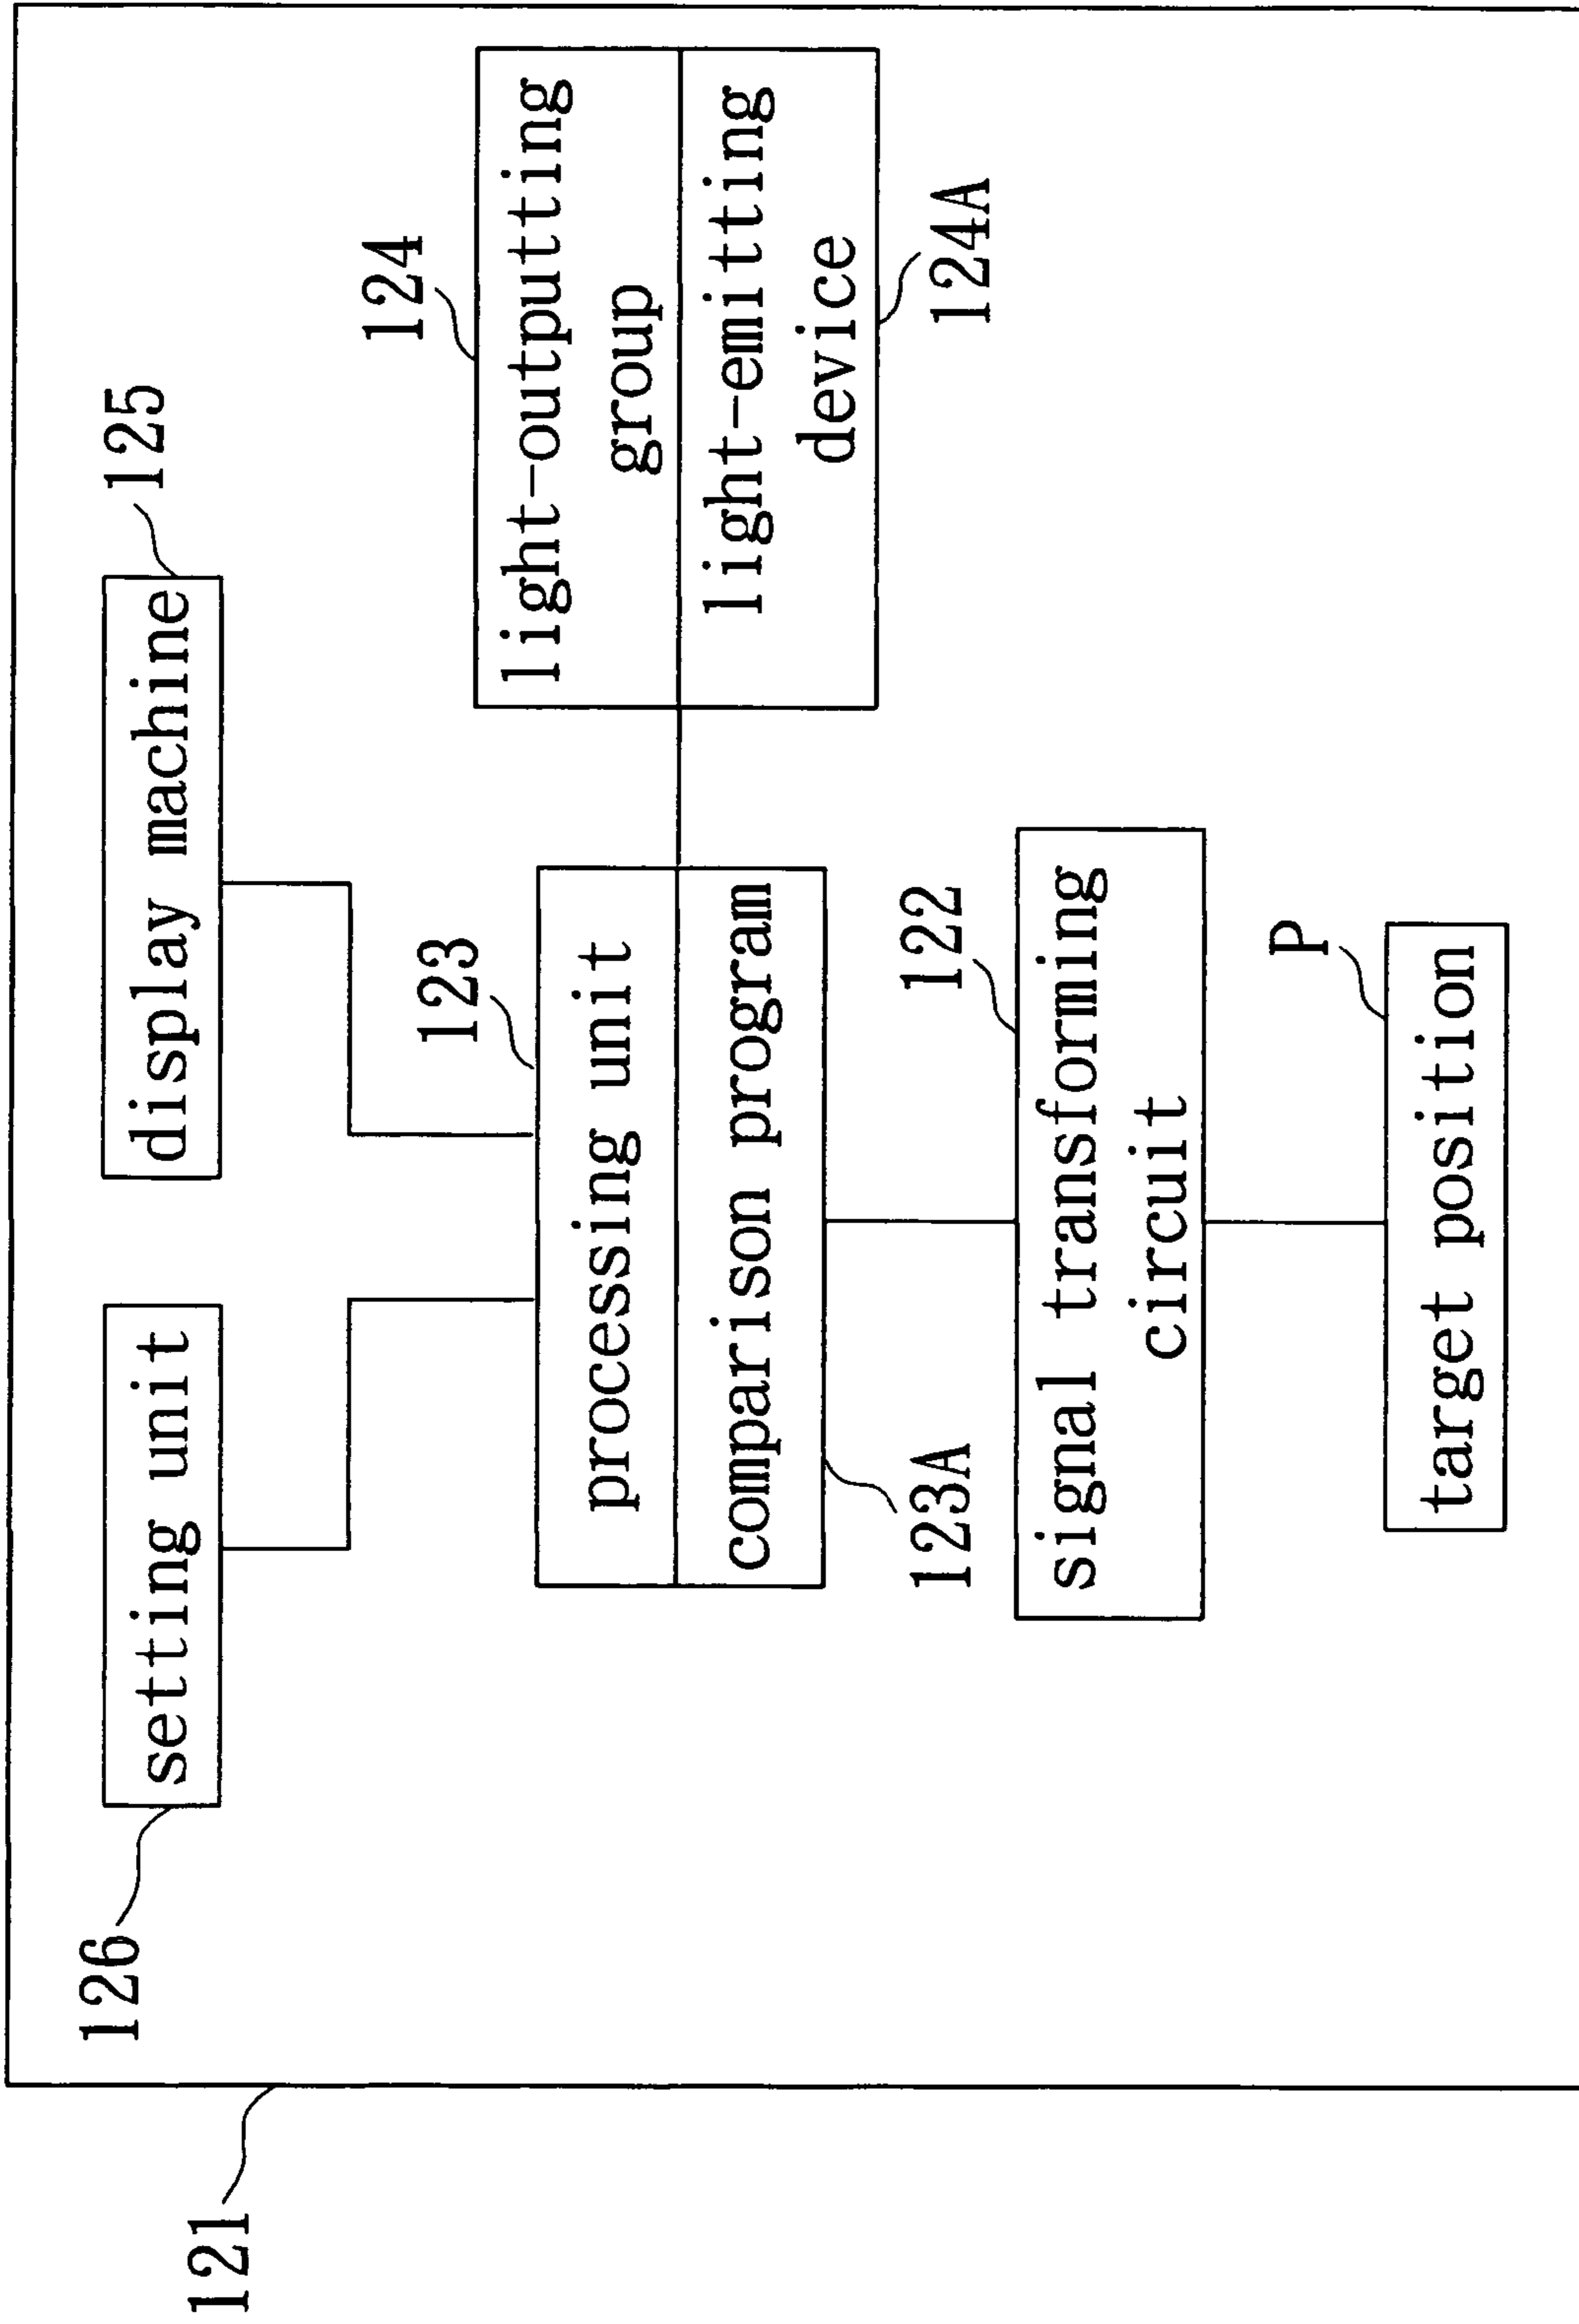 126
setting unit
display machine
125
121
123
processing unit
comparison program
123A
124
light-outputting
group
light-emitting
device
124A
122
signal transforming
circuit
P
target position